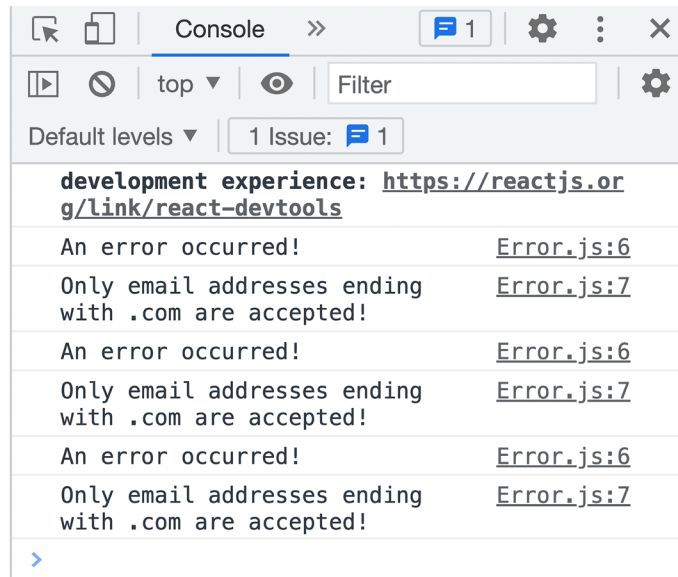 Console 1
top Filter
Default levels 1 Issue: 1
development experience: https://reactjs.or
g/link/react-devtools
An error occurred! Error.js:6
Only email addresses ending Error.js:7
with .com are accepted!
An error occurred! Error.js:6
Only email addresses ending Error.js:7
with .com are accepted!
An error occurred! Error.js:6
Only email addresses ending Error.js:7
with .com are accepted!